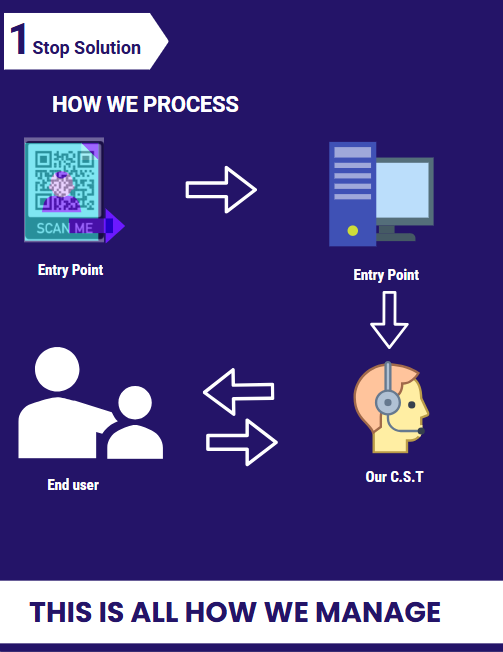 1 Stop Solution
HOW WE PROCESS
SCAN ME
Entry Point
Entry Point
Our C.S.T
End user
THIS IS ALL HOW WE MANAGE